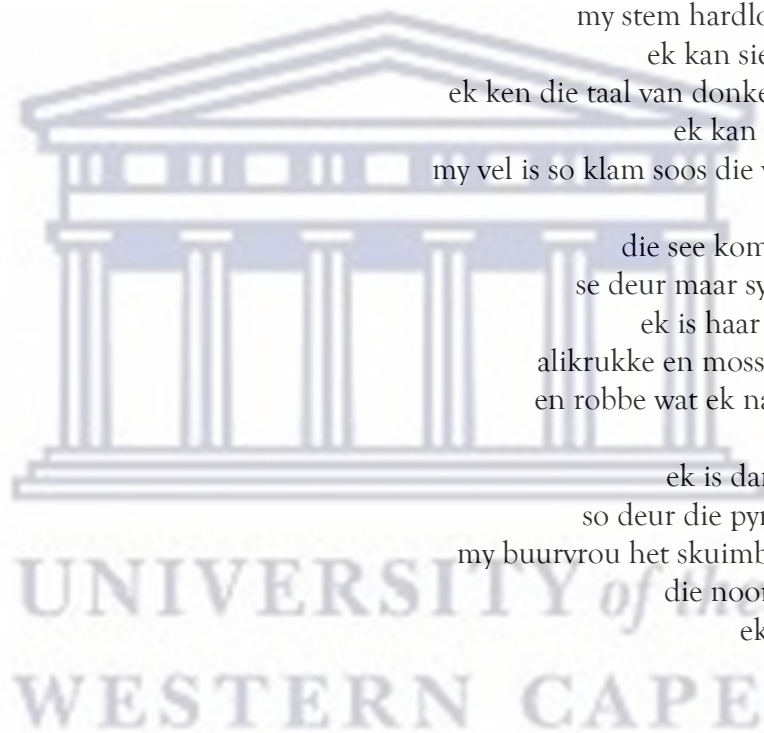 my stem hardlo
ek kan sie
ek ken die taal van donke
ek kan
my vel is so klam soos die
die see kom
se deur maar sy
ek is haar
alikrukke en moss
en robbe wat ek na
ek is dar
so deur die pyn
my buurvrou het skuimb
die noor
ek
UNIVERSITY of the
WESTERN CAPE